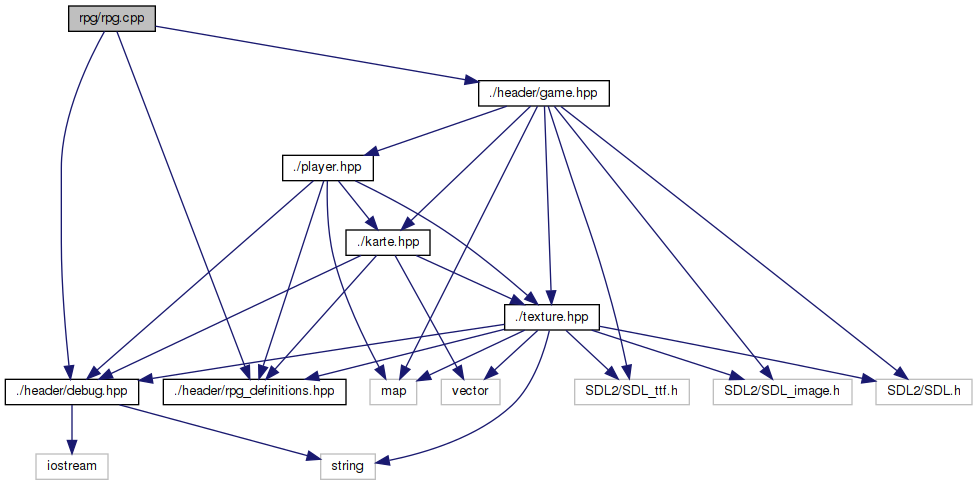 rpg/rpg.cpp
./header/game.hpp
./player.hpp
./karte.hpp
./texture.hpp
./header/debug.hpp
./header/rpg_definitions.hpp
map
vector
SDL2/SDL_ttf.h
SDL2/SDL_image.h
SDL2/SDL.h
iostream
string